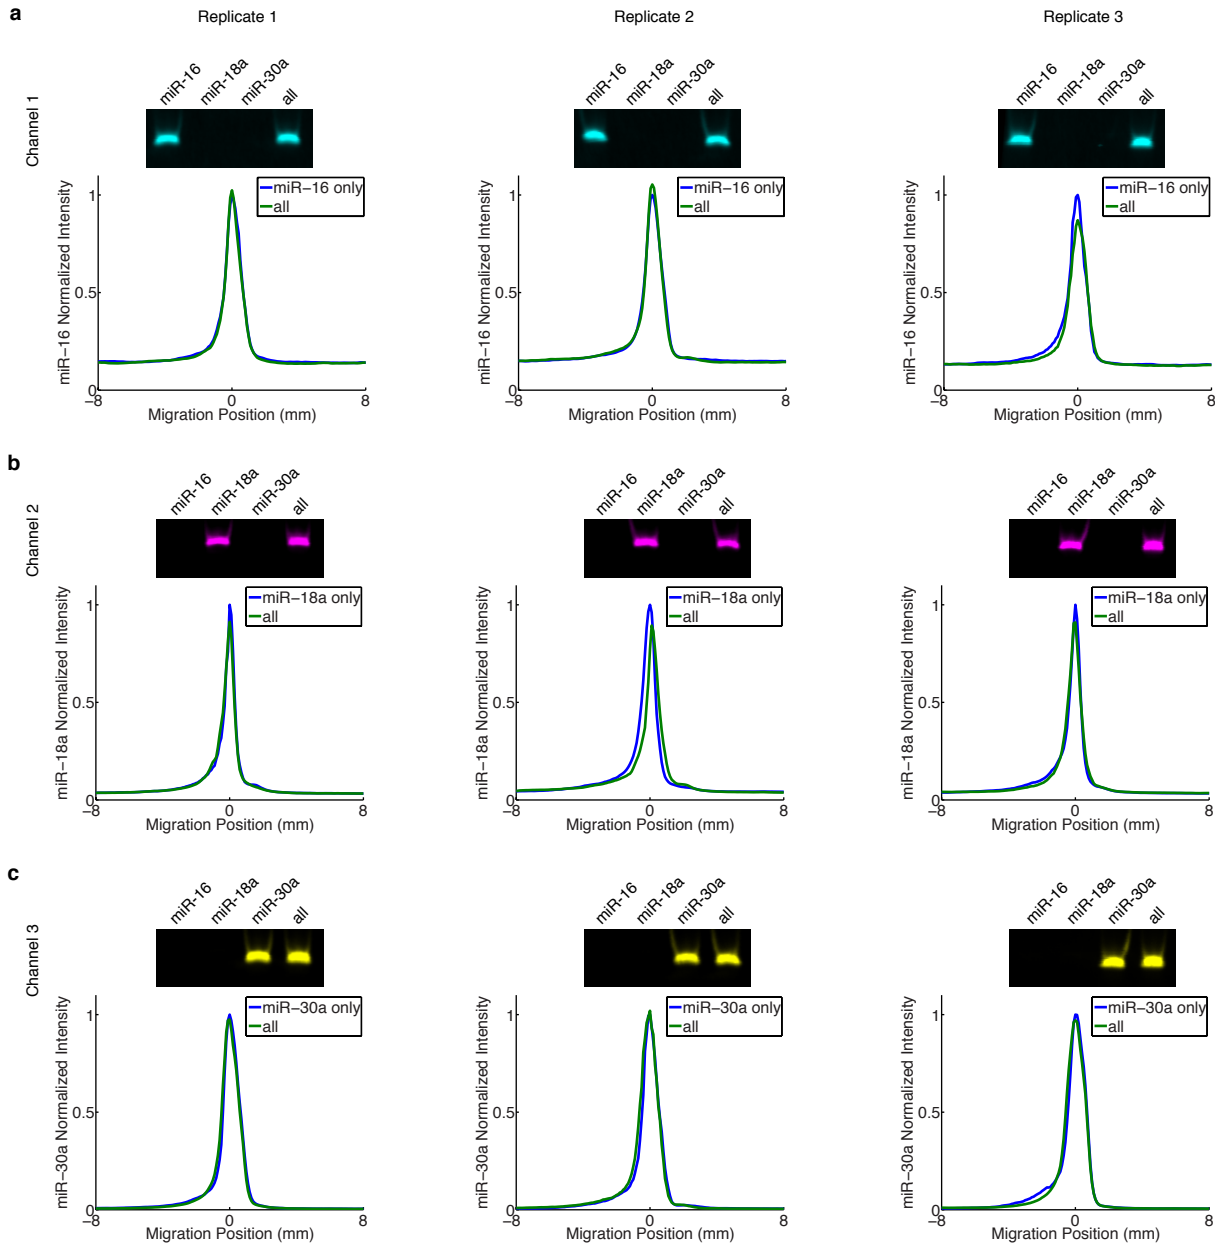 a
Replicate 1
Replicate 2
Replicate 3
Channel 1
miR-16 miR-18a miR-30a all
miR-16 miR-18a miR-30a all
miR-16 miR-18a miR-30a all
miR−16 Normalized Intensity
1
0.5
0
miR−16 only
all
−8 0 8
Migration Position (mm)
miR−16 Normalized Intensity
1
0.5
0
miR−16 only
all
−8 0 8
Migration Position (mm)
miR−16 Normalized Intensity
1
0.5
0
miR−16 only
all
−8 0 8
Migration Position (mm)
b
Channel 2
miR-16 miR-18a miR-30a all
miR-16 miR-18a miR-30a all
miR-16 miR-18a miR-30a all
miR−18a Normalized Intensity
1
0.5
0
miR−18a only
all
−8 0 8
Migration Position (mm)
miR−18a Normalized Intensity
1
0.5
0
miR−18a only
all
−8 0 8
Migration Position (mm)
miR−18a Normalized Intensity
1
0.5
0
miR−18a only
all
−8 0 8
Migration Position (mm)
c
Channel 3
miR-16 miR-18a miR-30a all
miR-16 miR-18a miR-30a all
miR-16 miR-18a miR-30a all
miR−30a Normalized Intensity
1
0.5
0
miR−30a only
all
−8 0 8
Migration Position (mm)
miR−30a Normalized Intensity
1
0.5
0
miR−30a only
all
−8 0 8
Migration Position (mm)
miR−30a Normalized Intensity
1
0.5
0
miR−30a only
all
−8 0 8
Migration Position (mm)